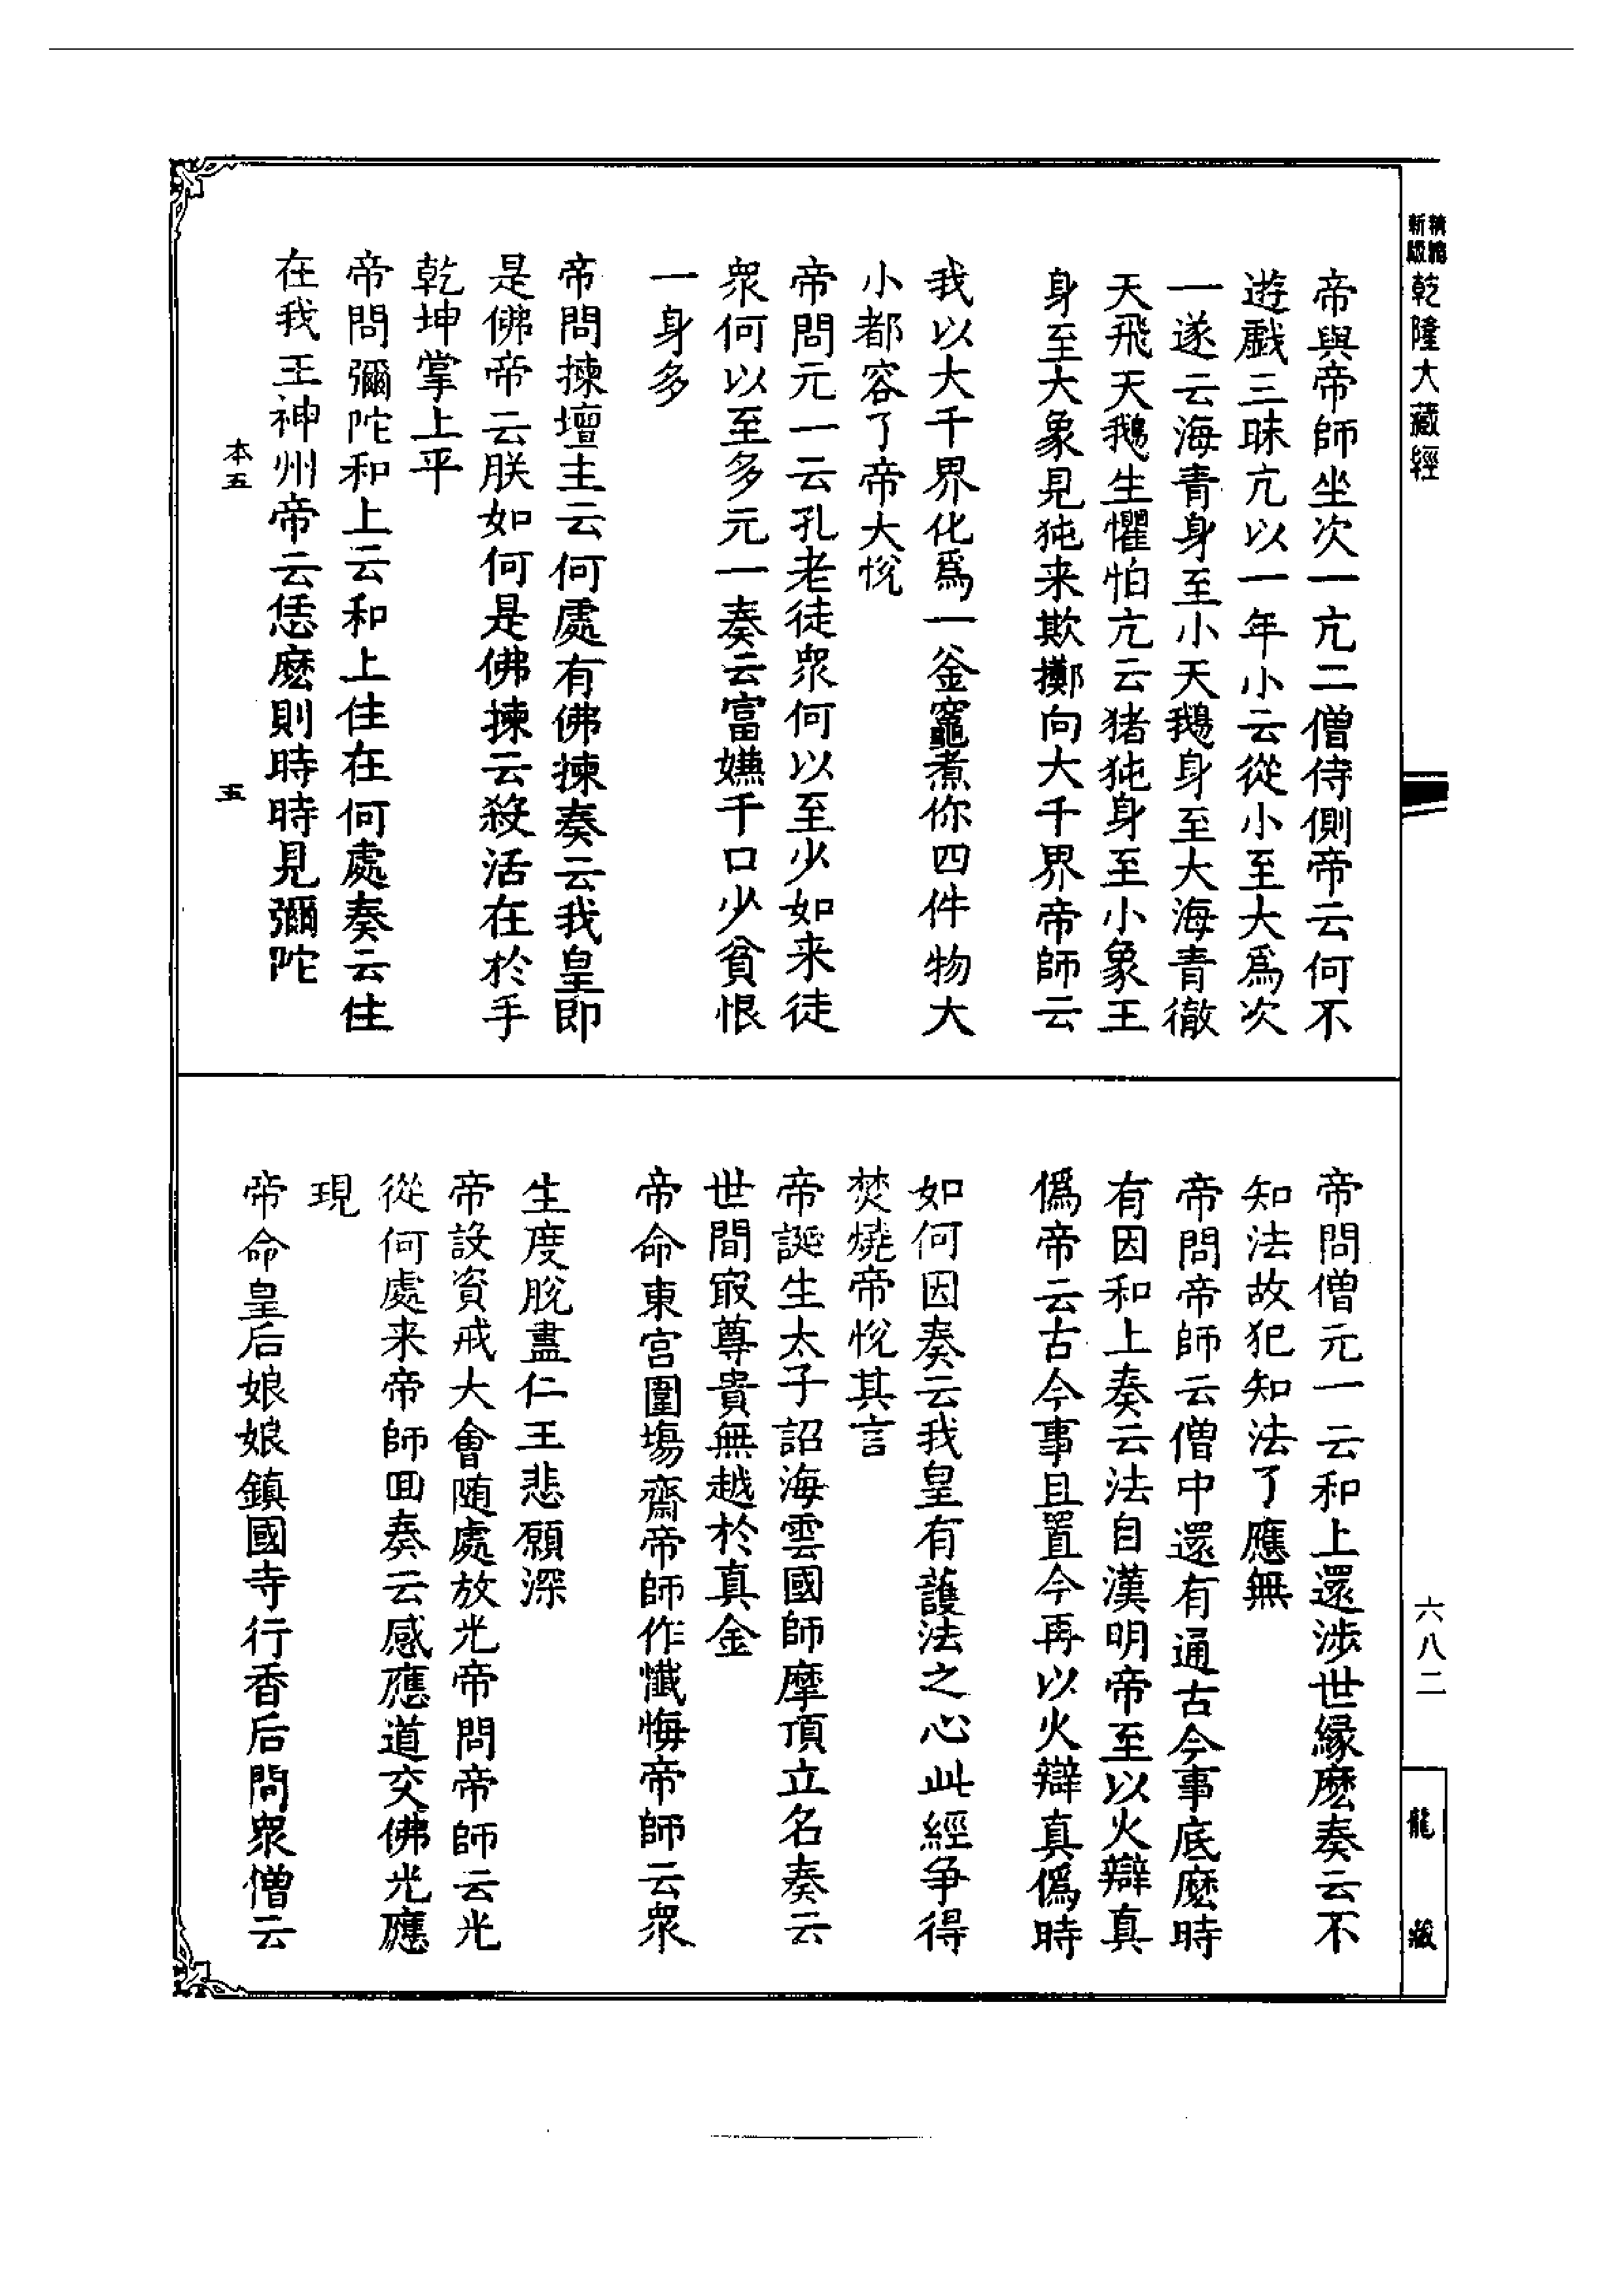 精縮
新版
乾隆大藏經
帝與帝師坐次一亢二僧侍側帝云何不
遊戲三昧亢以一年小云從小至大爲次
一遂云海青身至小天鵝身至大海青徹
天飛天鵝生懼怕亢云猪㹠身至小象王
身至大象見㹠来欺擲向大千界帝師云
我以大千界化爲一釜竈煮你四件物大
小都容了帝大悅
帝問元一云孔老徒衆何以至少如来徒
衆何以至多元一奏云富嫌千口少貧恨
一身多
帝問揀壇主云何處有佛揀奏云我皇即
是佛帝云朕如何是佛揀云殺活在於手
乾坤掌上平
帝問彌陀和上云和上住在何處奏云住
在我王神州帝云恁麽則時時見彌陀
本五
五
帝問僧元一云和上還涉世緣麽奏云不
知法故犯知法了應無
帝問帝師云僧中還有通古今事底麽時
有因和上奏云法自漢明帝至以火辯真
僞帝云古今事且置今再以火辯真僞時
如何因奏云我皇有護法之心此經争得
焚燒帝悅其言
帝誕生太子詔海雲國師摩頂立名奏云
世間㝡尊貴無越於真金
帝命東宫圍場齋帝師作懺悔帝師云衆
生度脫盡仁王悲願深
帝設資戒大會随處放光帝問帝師云光
從何處来帝師回奏云感應道交佛光應
現
帝命皇后娘娘鎮國寺行香后問衆僧云
六八二
龍藏